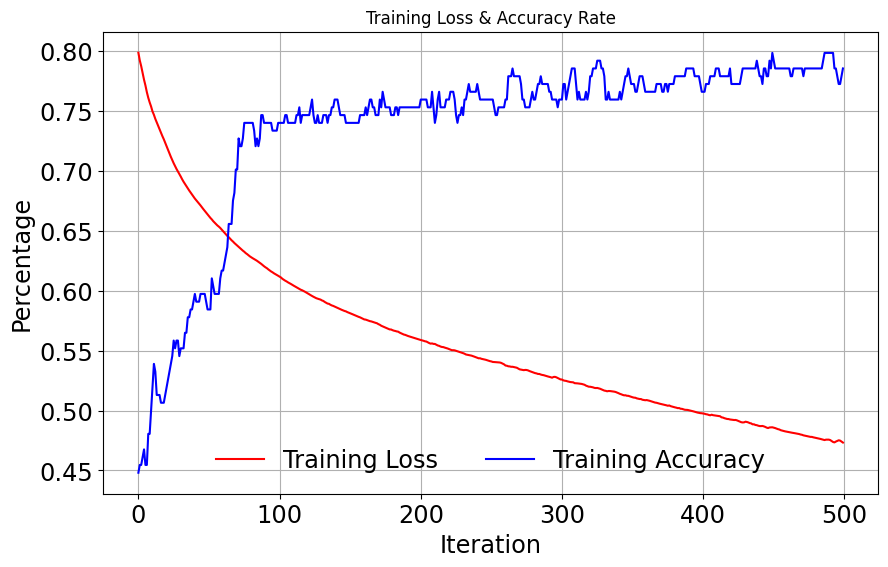 Training Loss & Accuracy Rate
0.80
0.75
0.70
0.65
0.60
0.55
0.50
0.45
Percentage
Training Loss
Training Accuracy
0
100
200
300
400
500
Iteration